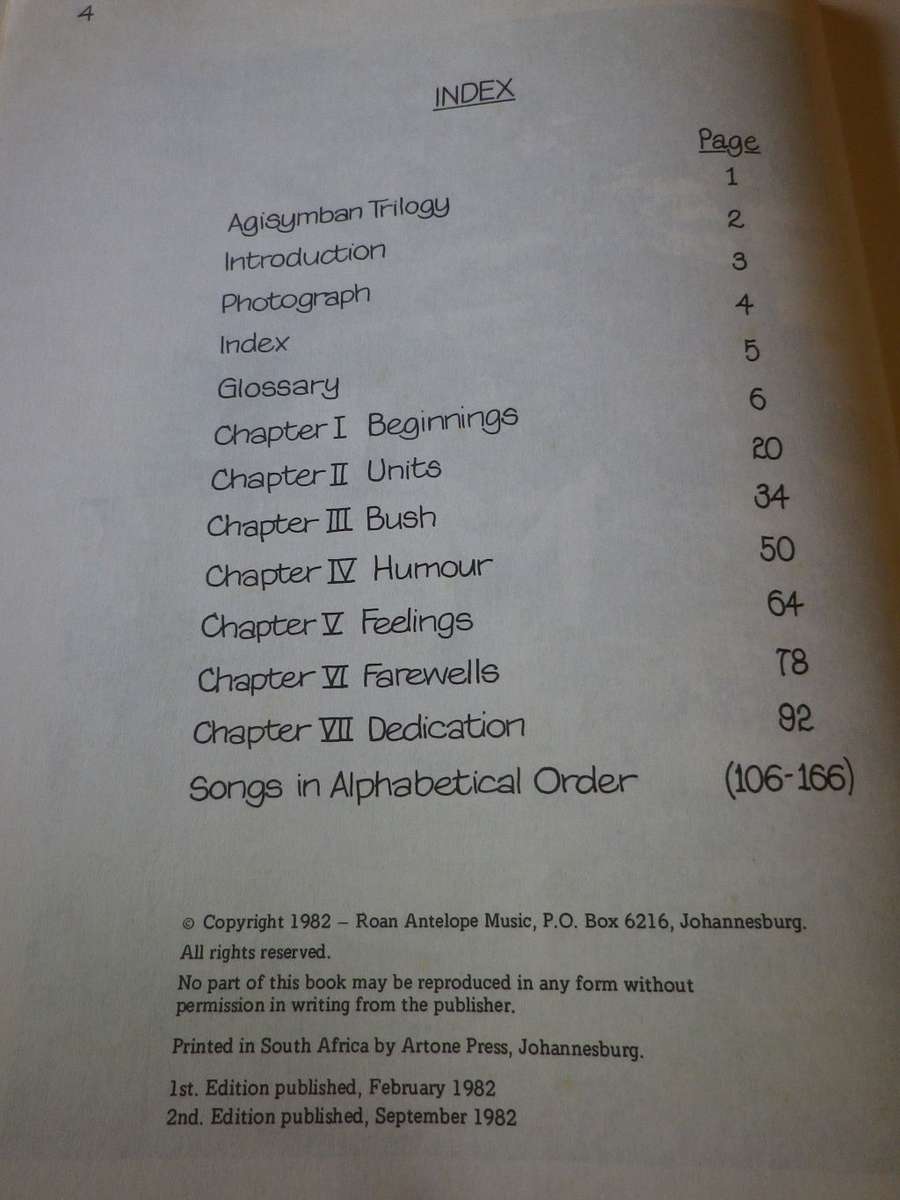 4
INDEX
Page
Agisymban Trilogy 1
Introduction 2
Photograph 3
Index 4
Glossary 5
Chapter I Beginnings 6
Chapter II Units 20
Chapter III Bush 34
Chapter IV Humour 50
Chapter V Feelings 64
Chapter VI Farewells 78
Chapter VII Dedication 92
Songs in Alphabetical Order (106-166)
© Copyright 1982 – Roan Antelope Music, P.O. Box 6216, Johannesburg.
All rights reserved.
No part of this book may be reproduced in any form without
permission in writing from the publisher.
Printed in South Africa by Artone Press, Johannesburg.
1st. Edition published, February 1982
2nd. Edition published, September 1982